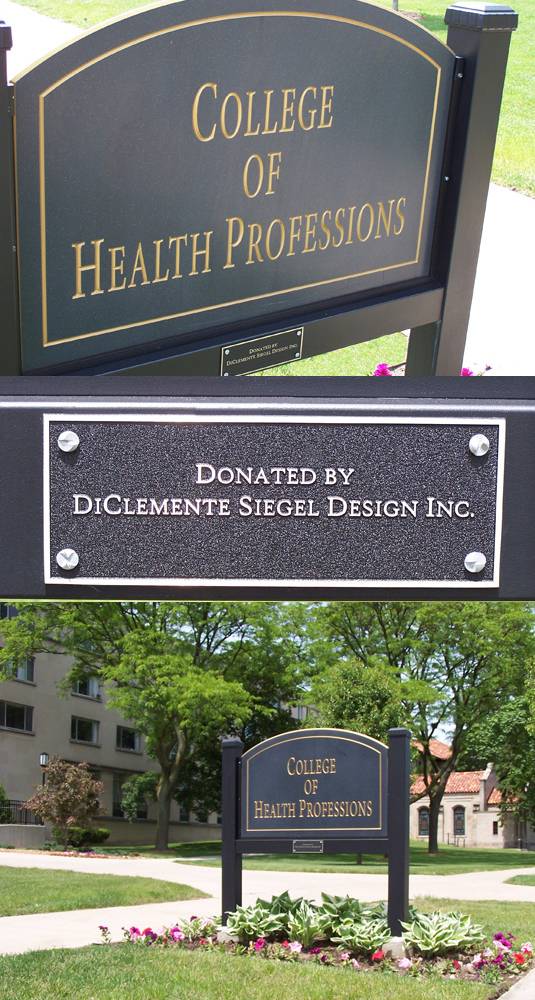 COLLEGE
OF
HEALTH PROFESSIONS
DONATED BY
DICLEMENTE SIEGEL DESIGN INC.
DONATED BY
DICLEMENTE SIEGEL DESIGN INC.
COLLEGE
OF
HEALTH PROFESSIONS